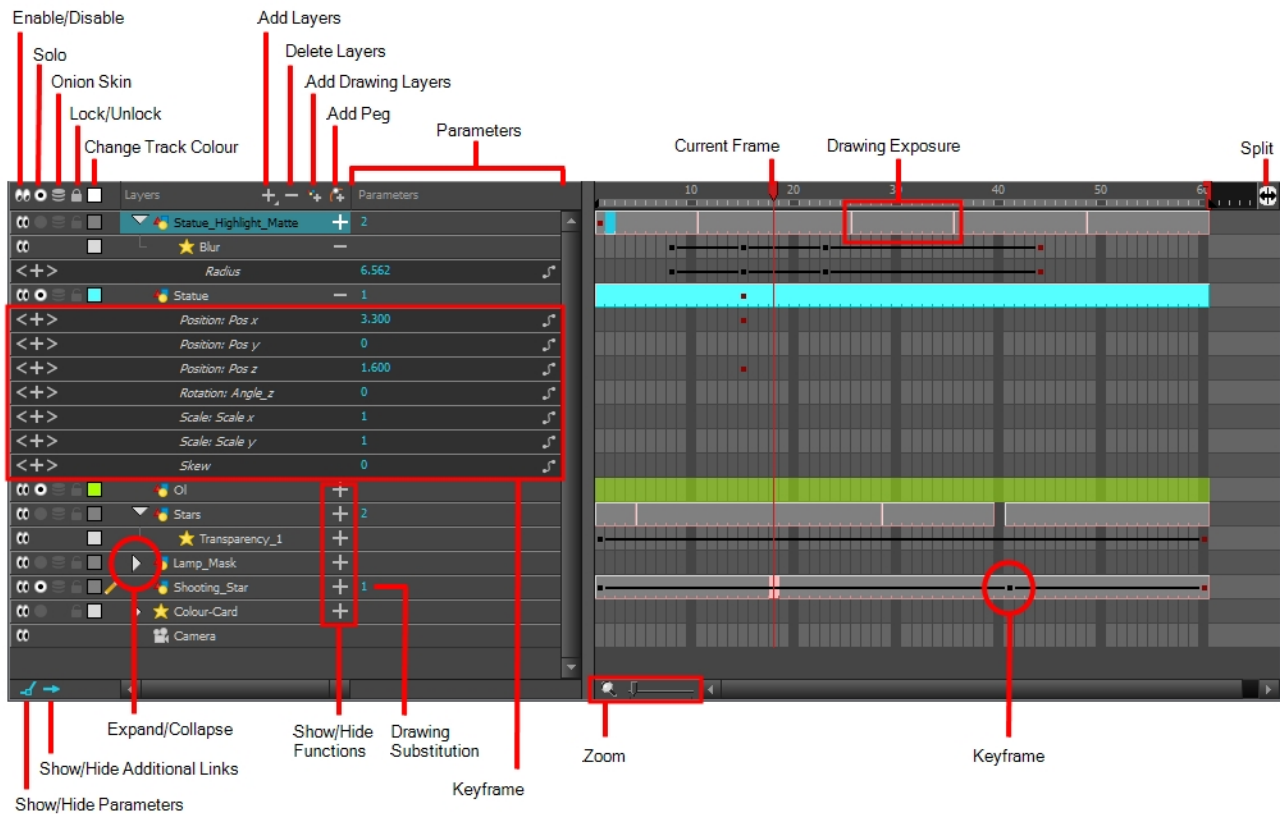 Enable/Disable
Add Layers
Solo
Delete Layers
Onion Skin
Add Drawing Layers
Lock/Unlock
Add Peg
Parameters
Change Track Colour
Current Frame
Drawing Exposure
Split
Layers
Parameters
10 20 30 40 50 60
Statue_Highlight_Matte 2
Blur
Radius 6.562
Statue 1
Position: Pos x 3.300
Position: Pos y 0
Position: Pos z 1.600
Rotation: Angle_z 0
Scale: Scale x 1
Scale: Scale y 1
Skew 0
Ol
Stars 2
Transparency_1
Lamp_Mask
Shooting_Star 1
Colour-Card
Camera
Expand/Collapse
Show/Hide
Functions
Drawing
Substitution
Zoom
Keyframe
Show/Hide Additional Links
Keyframe
Show/Hide Parameters